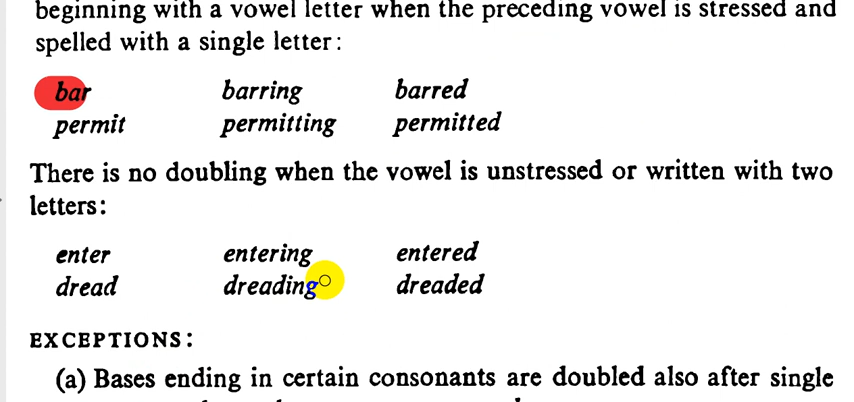 beginning with a vowel letter when the preceding vowel is stressed and
spelled with a single letter:
bar barring barred
permit permitting permitted
There is no doubling when the vowel is unstressed or written with two
letters:
enter entering entered
dread dreading dreaded
EXCEPTIONS:
(a) Bases ending in certain consonants are doubled also after single